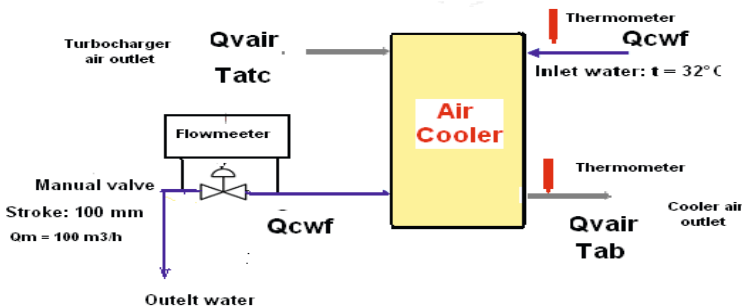 Turbocharger
air outlet
Qvair
Tatc
Thermometer
Qcwf
Inlet water: t = 32°C
Air
Cooler
Flowmeeter
Manual valve
Stroke: 100 mm
Qm = 100 m3/h
Qcwf
Thermometer
Qvair
Tab
Cooler air
outlet
Outelt water